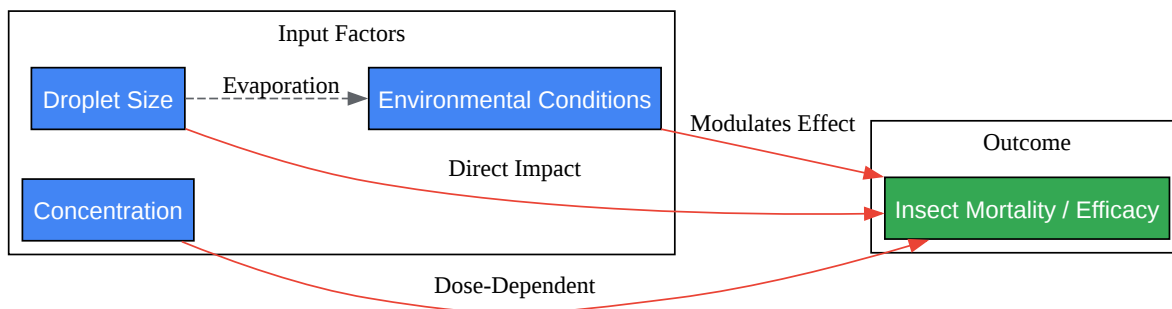 Input Factors
Droplet Size
Evaporation
Environmental Conditions
Modulates Effect
Outcome
Direct Impact
Concentration
Insect Mortality / Efficacy
Dose-Dependent